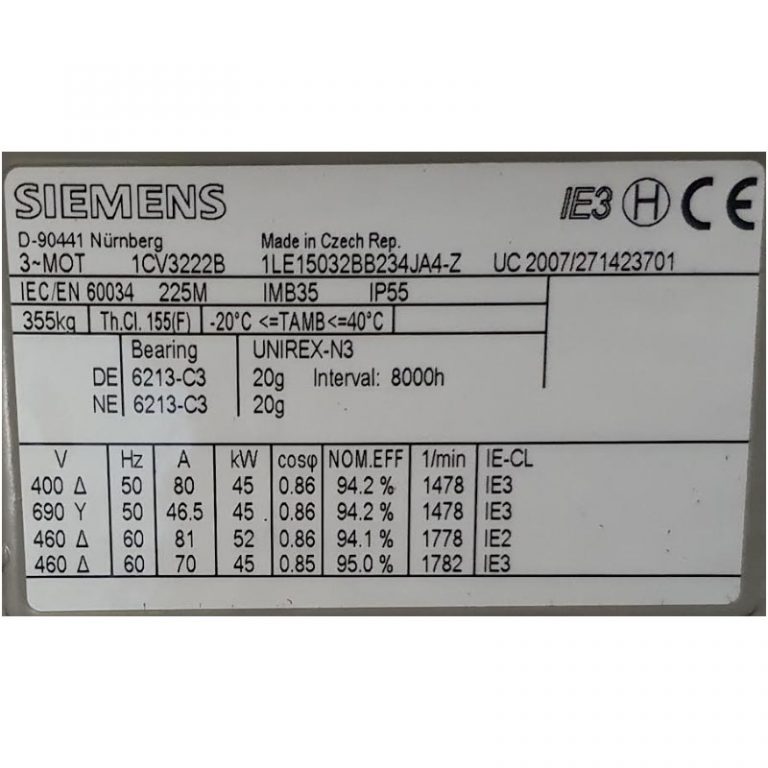 SIEMENS IE3 H CE
D-90441 Nürnberg Made in Czech Rep.
3~MOT 1CV3222B 1LE15032BB234JA4-Z UC 2007/271423701
IEC/EN 60034 225M IMB35 IP55
355kg Th.Cl. 155(F) -20°C <=TAMB<=40°C
Bearing UNIREX-N3
DE 6213-C3 20g Interval: 8000h
NE 6213-C3 20g
V Hz A kW cosφ NOM.EFF 1/min IE-CL
400 Δ 50 80 45 0.86 94.2 % 1478 IE3
690 Y 50 46.5 45 0.86 94.2 % 1478 IE3
460 Δ 60 81 52 0.86 94.1 % 1778 IE2
460 Δ 60 70 45 0.85 95.0 % 1782 IE3